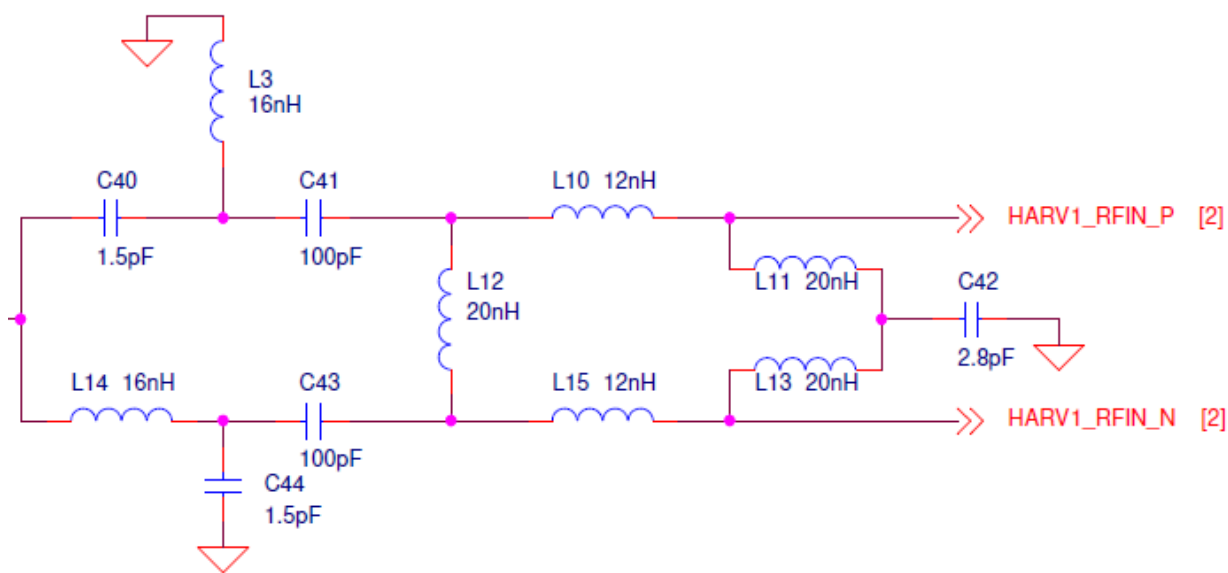 L3
16nH
C40
1.5pF
C41
100pF
L10 12nH
HARV1_RFIN_P [2]
L12
20nH
L11 20nH
C42
2.8pF
L14 16nH
C43
100pF
L15 12nH
L13 20nH
HARV1_RFIN_N [2]
C44
1.5pF